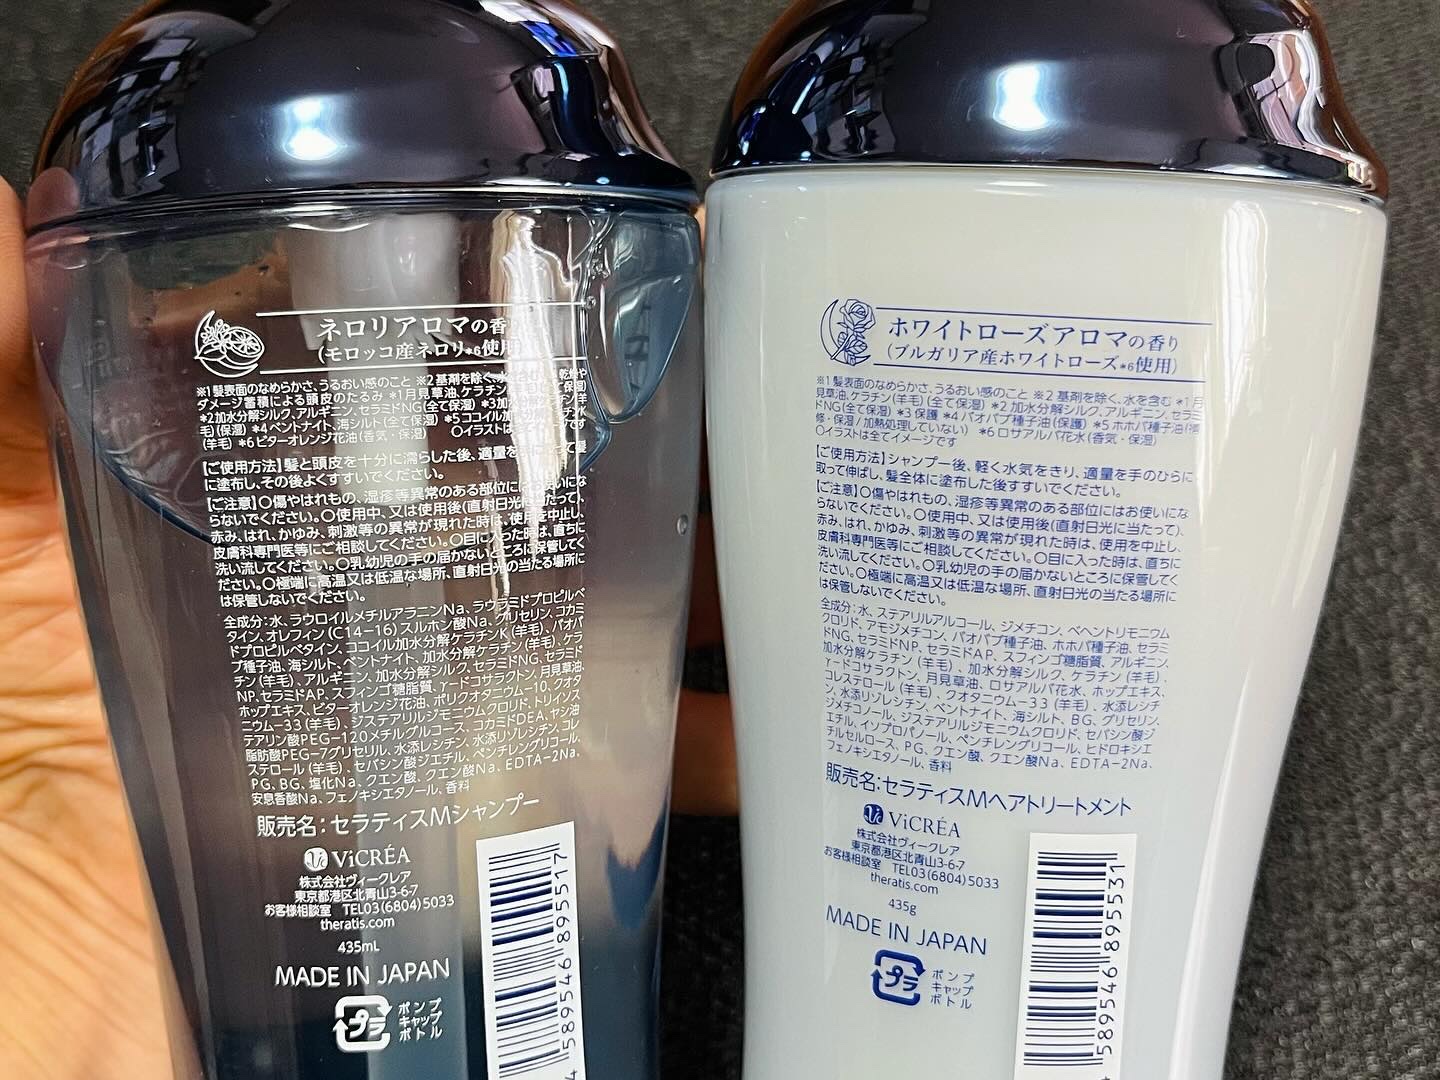 ネロリアロマの香
(モロッコ産ネロリ*6使用
※1 髪表面のなめらかさ、うるおい感のこと ※2 基剤を除く、
ダメージ蓄積による頭皮のたるみ *1月見草油、ケラチン
*2加水分解シルク、アルギニン、セラミドNG(全て保湿) *3加
毛)(保湿) *4 ベントナイト、海シルト(全て保湿) *5 ココイル加
(羊毛) *6 ビターオレンジ花油(香気・保湿) 〇イラストは
【ご使用方法】髪と頭皮を十分に濡らした後、適量を手に
に塗布し、その後よくすすいでください。
【ご注意】〇傷やはれもの、湿疹等異常のある部位にはお使いにな
らないでください。〇使用中、又は使用後(直射日光に当たって)、
赤み、はれ、かゆみ、刺激等の異常が現れた時は、使用を中止し、
皮膚科専門医等にご相談してください。〇目に入った時は、直ちに
洗い流してください。〇乳幼児の手の届かないところに保管してく
ださい。〇極端に高温又は低温な場所、直射日光の当たる場所に
は保管しないでください。
全成分:水、ラウロイルメチルアラニンNa、ラウラミドプロピルベ
タイン、オレフィン(C14-16)スルホン酸Na、グリセリン、コカミ
ドプロピルベタイン、ココイル加水分解ケラチンK(羊毛)、バオバ
ブ種子油、海シルト、ベントナイト、加水分解ケラチン(羊毛)、ケラ
チン(羊毛)、アルギニン、加水分解シルク、セラミドNG、セラミド
NP、セラミドAP、スフィンゴ糖脂質、γ-ドコサラクトン、月見草油、
ホップエキス、ビターオレンジ花油、ポリクオタニウム-10、クオタ
ニウム-33(羊毛)、ジステアリルジモニウムクロリド、トリイソス
テアリン酸PEG-120メチルグルコース、コカミドDEA、ヤシ油
脂肪酸PEG-7グリセリル、水添レシチン、水添リゾレシチン、コレ
ステロール(羊毛)、セバシン酸ジエチル、ペンチレングリコール、
PG、BG、塩化Na、クエン酸、クエン酸Na、EDTA-2Na、
安息香酸Na、フェノキシエタノール、香料
販売名:セラティスMシャンプー
ViCRÉA
株式会社ヴィークレア
東京都港区北青山3-6-7
お客様相談室 TEL03(6804)5033
theratis.com
435mL
MADE IN JAPAN
プラ
ポンプ
キャップ
ボトル
4 589546 895517
ホワイトローズアロマの香り
(ブルガリア産ホワイトローズ*6使用)
※1 髪表面のなめらかさ、うるおい感のこと ※2 基剤を除く、水を含む *1月
見草油、ケラチン(羊毛)(全て保湿) *2 加水分解シルク、アルギニン、セラミ
ドNG(全て保湿) *3 保護 *4 バオバブ種子油(保護) *5 ホホバ種子油(補
修・保湿/加熱処理していない) *6 ロサアルバ花水(香気・保湿)
〇イラストは全てイメージです
【ご使用方法】シャンプー後、軽く水気をきり、適量を手のひらに
取って伸ばし、髪全体に塗布した後すすいでください。
【ご注意】〇傷やはれもの、湿疹等異常のある部位にはお使いにな
らないでください。〇使用中、又は使用後(直射日光に当たって)、
赤み、はれ、かゆみ、刺激等の異常が現れた時は、使用を中止し、
皮膚科専門医等にご相談してください。〇目に入った時は、直ちに
洗い流してください。〇乳幼児の手の届かないところに保管してく
ださい。〇極端に高温又は低温な場所、直射日光の当たる場所に
は保管しないでください。
全成分:水、ステアリルアルコール、ジメチコン、ベヘントリモニウム
クロリド、アモジメチコン、バオバブ種子油、ホホバ種子油、セラミ
ドNG、セラミドNP、セラミドAP、スフィンゴ糖脂質、アルギニン、
加水分解ケラチン(羊毛)、加水分解シルク、ケラチン(羊毛)、
γ-ドコサラクトン、月見草油、ロサアルバ花水、ホップエキス、
コレステロール(羊毛)、クオタニウム-33(羊毛)、水添レシチ
ン、水添リゾレシチン、ベントナイト、海シルト、BG、グリセリン、
ジメチコノール、ジステアリルジモニウムクロリド、セバシン酸ジ
エチル、イソプロパノール、ペンチレングリコール、ヒドロキシエ
チルセルロース、PG、クエン酸、クエン酸Na、EDTA-2Na、
フェノキシエタノール、香料
販売名:セラティスMヘアトリートメント
ViCRÉA
株式会社ヴィークレア
東京都港区北青山3-6-7
お客様相談室 TEL03(6804)5033
theratis.com
435g
MADE IN JAPAN
プラ
ポンプ
キャップ
ボトル
4 589546 895531